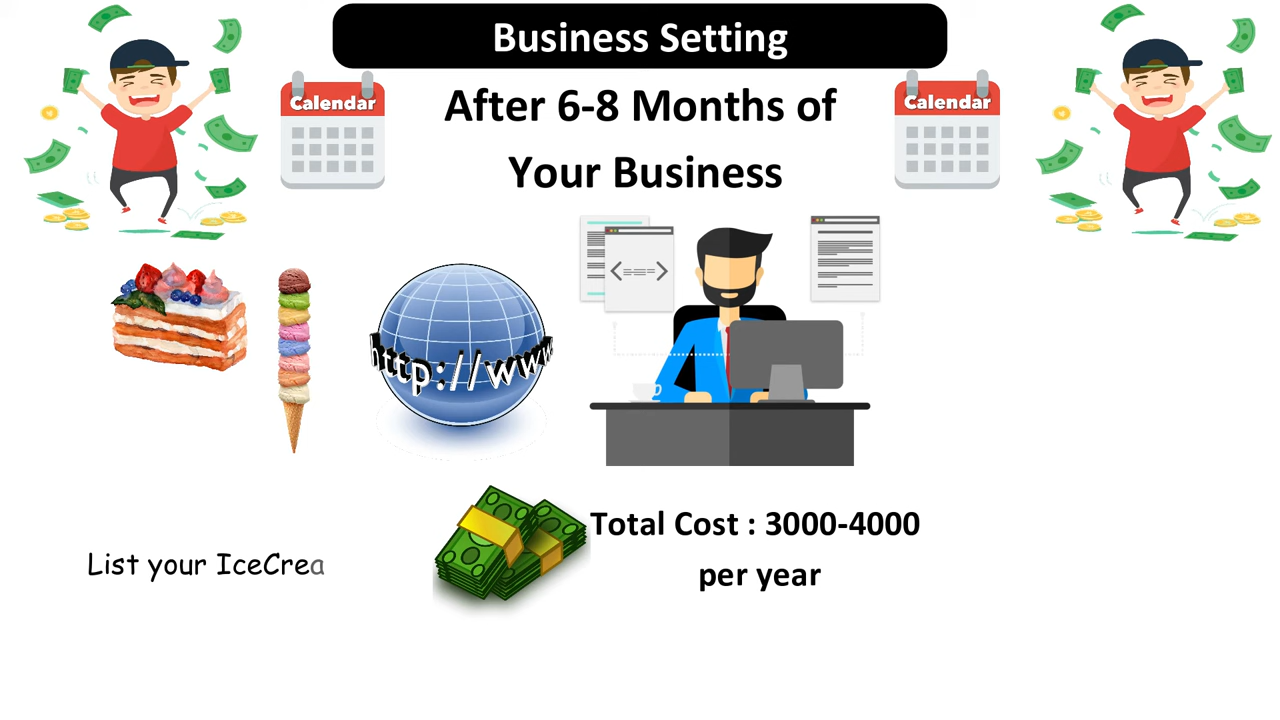 Business Setting
Calendar
After 6-8 Months of
Calendar
Your Business
http://www.
< === >
Total Cost : 3000-4000
List your IceCrea
per year